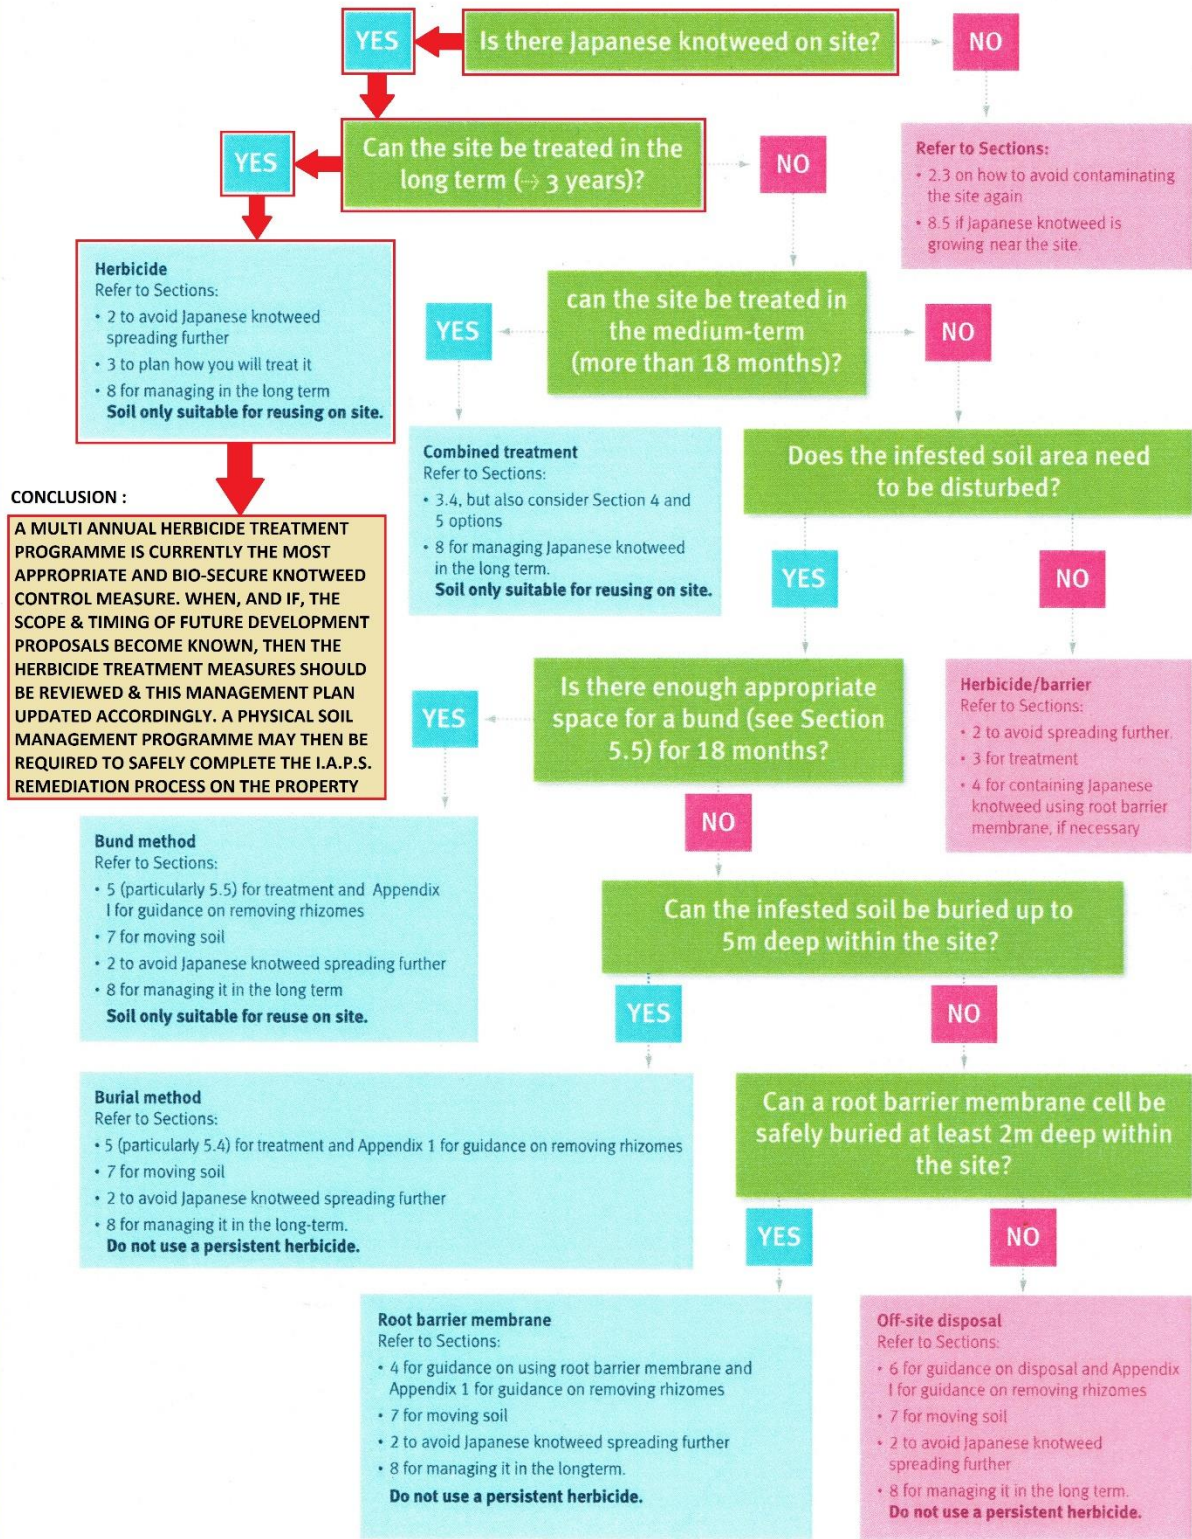 YES
Is there Japanese knotweed on site?
NO
YES
Can the site be treated in the
long term (→ 3 years)?
NO
Refer to Sections:
• 2.3 on how to avoid contaminating
the site again
• 8.5 if Japanese knotweed is
growing near the site.
Herbicide
Refer to Sections:
• 2 to avoid Japanese knotweed
spreading further
• 3 to plan how you will treat it
• 8 for managing in the long term
Soil only suitable for reusing on site.
YES
can the site be treated in
the medium-term
(more than 18 months)?
NO
Combined treatment
Refer to Sections:
• 3.4, but also consider Section 4 and
5 options
• 8 for managing Japanese knotweed
in the long term.
Soil only suitable for reusing on site.
Does the infested soil area need
to be disturbed?
CONCLUSION :
A MULTI ANNUAL HERBICIDE TREATMENT
PROGRAMME IS CURRENTLY THE MOST
APPROPRIATE AND BIO-SECURE KNOTWEED
CONTROL MEASURE. WHEN, AND IF, THE
SCOPE & TIMING OF FUTURE DEVELOPMENT
PROPOSALS BECOME KNOWN, THEN THE
HERBICIDE TREATMENT MEASURES SHOULD
BE REVIEWED & THIS MANAGEMENT PLAN
UPDATED ACCORDINGLY. A PHYSICAL SOIL
MANAGEMENT PROGRAMME MAY THEN BE
REQUIRED TO SAFELY COMPLETE THE I.A.P.S.
REMEDIATION PROCESS ON THE PROPERTY
YES
NO
YES
Is there enough appropriate
space for a bund (see Section
5.5) for 18 months?
Herbicide/barrier
Refer to Sections:
• 2 to avoid spreading further.
• 3 for treatment
• 4 for containing Japanese
knotweed using root barrier
membrane, if necessary
NO
Bund method
Refer to Sections:
• 5 (particularly 5.5) for treatment and Appendix
I for guidance on removing rhizomes
• 7 for moving soil
• 2 to avoid Japanese knotweed spreading further
• 8 for managing it in the long term
Soil only suitable for reuse on site.
Can the infested soil be buried up to
5m deep within the site?
YES
NO
Burial method
Refer to Sections:
• 5 (particularly 5.4) for treatment and Appendix 1 for guidance on removing rhizomes
• 7 for moving soil
• 2 to avoid Japanese knotweed spreading further
• 8 for managing it in the long-term.
Do not use a persistent herbicide.
Can a root barrier membrane cell be
safely buried at least 2m deep within
the site?
YES
NO
Root barrier membrane
Refer to Sections:
• 4 for guidance on using root barrier membrane and
Appendix 1 for guidance on removing rhizomes
• 7 for moving soil
• 2 to avoid Japanese knotweed spreading further
• 8 for managing it in the longterm.
Do not use a persistent herbicide.
Off-site disposal
Refer to Sections:
• 6 for guidance on disposal and Appendix
I for guidance on removing rhizomes
• 7 for moving soil
• 2 to avoid Japanese knotweed
spreading further
• 8 for managing it in the long term.
Do not use a persistent herbicide.